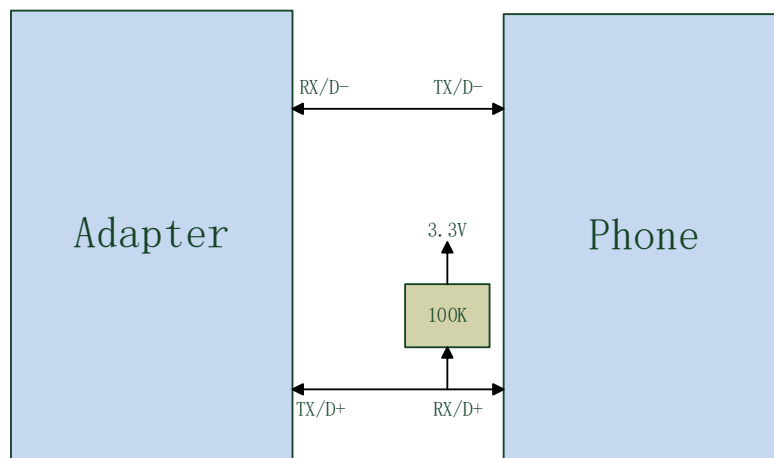 RX/D- TX/D-
3.3V
Adapter
Phone
100K
TX/D+ RX/D+